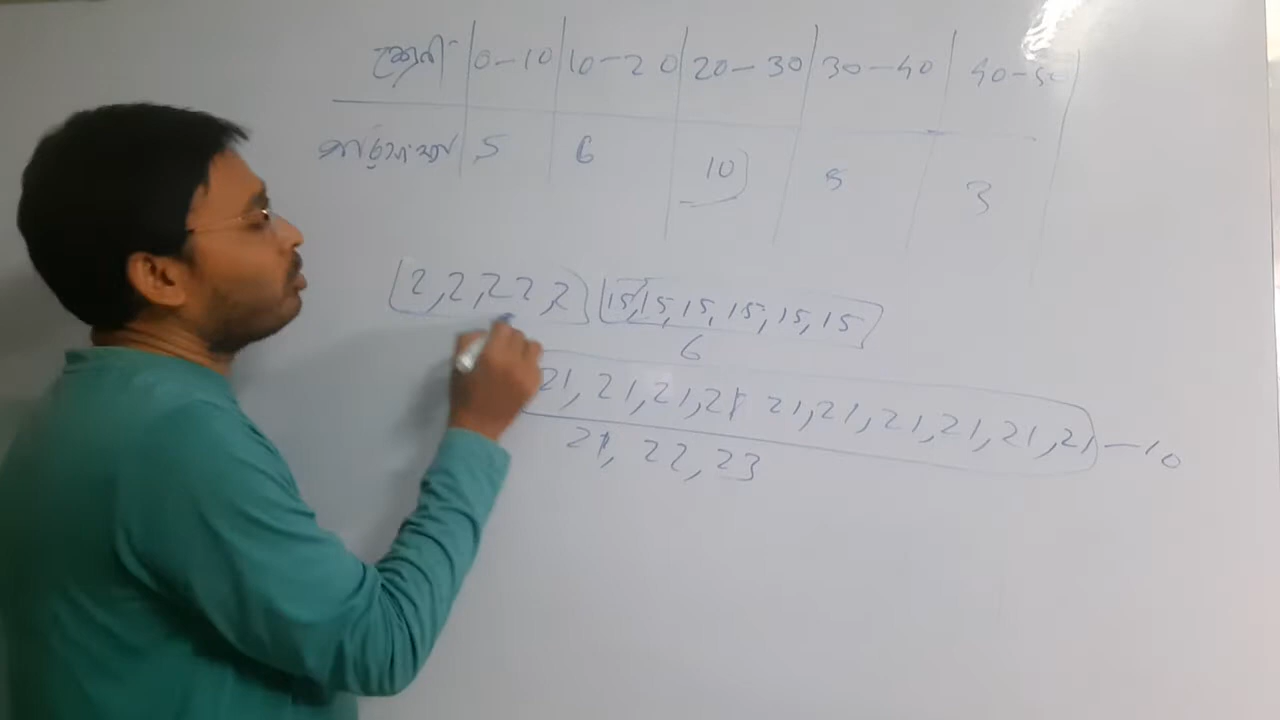 0-10 10-20 20-30 30-40 40-50
5 6 10 5 3
2,2,2,2,2 15,15,15,15,15,15
6
21, 21,21,21 21,21,21,21,21,21 - 10
21, 22,23